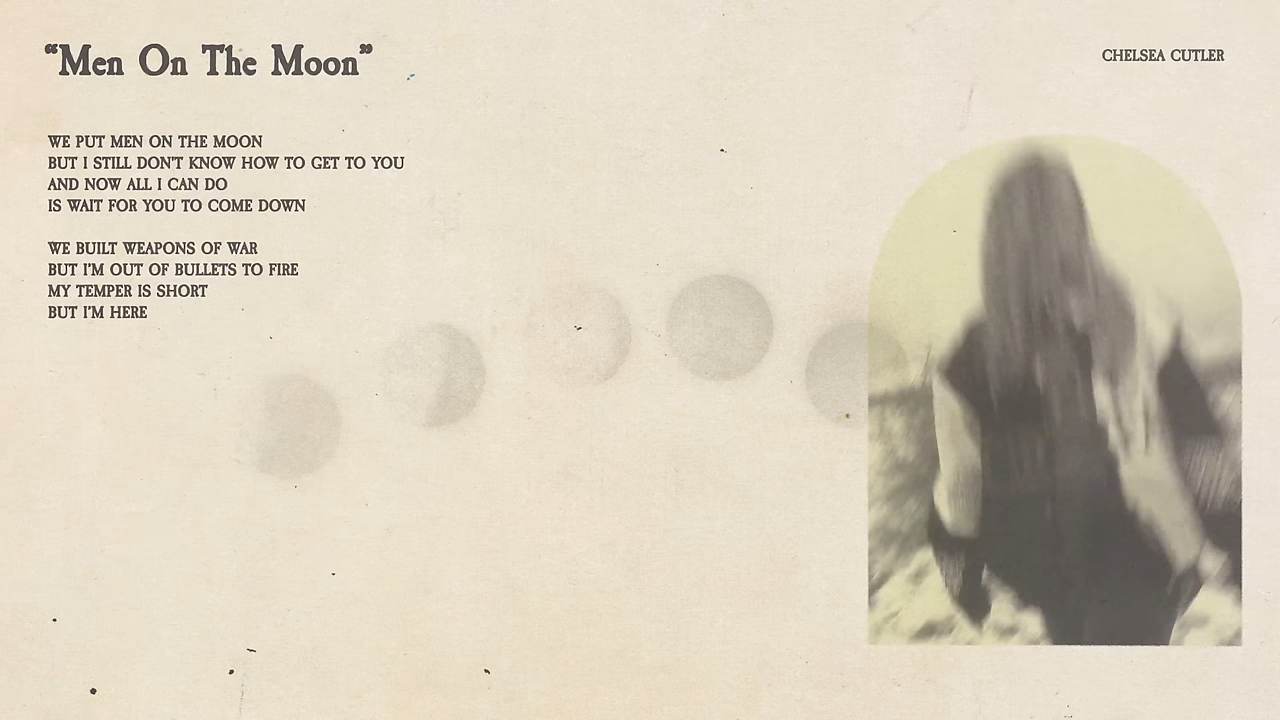 “Men On The Moon”
CHELSEA CUTLER
WE PUT MEN ON THE MOON
BUT I STILL DON'T KNOW HOW TO GET TO YOU
AND NOW ALL I CAN DO
IS WAIT FOR YOU TO COME DOWN
WE BUILT WEAPONS OF WAR
BUT I'M OUT OF BULLETS TO FIRE
MY TEMPER IS SHORT
BUT I'M HERE